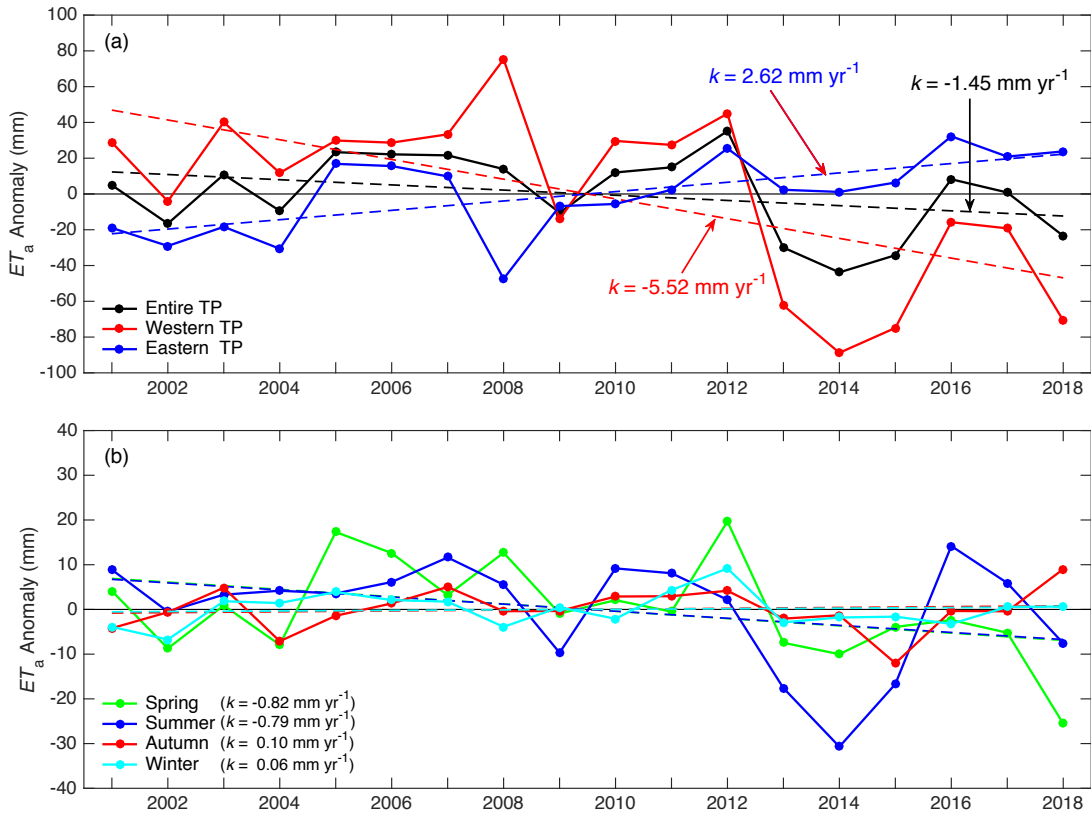 (a)
100
80
60
40
20
0
-20
-40
-60
-80
-100
ETa Anomaly (mm)
k = 2.62 mm yr-1
k = -1.45 mm yr-1
k = -5.52 mm yr-1
Entire TP
Western TP
Eastern TP
2002 2004 2006 2008 2010 2012 2014 2016 2018
(b)
40
30
20
10
0
-10
-20
-30
-40
ETa Anomaly (mm)
Spring (k = -0.82 mm yr-1)
Summer (k = -0.79 mm yr-1)
Autumn (k = 0.10 mm yr-1)
Winter (k = 0.06 mm yr-1)
2002 2004 2006 2008 2010 2012 2014 2016 2018